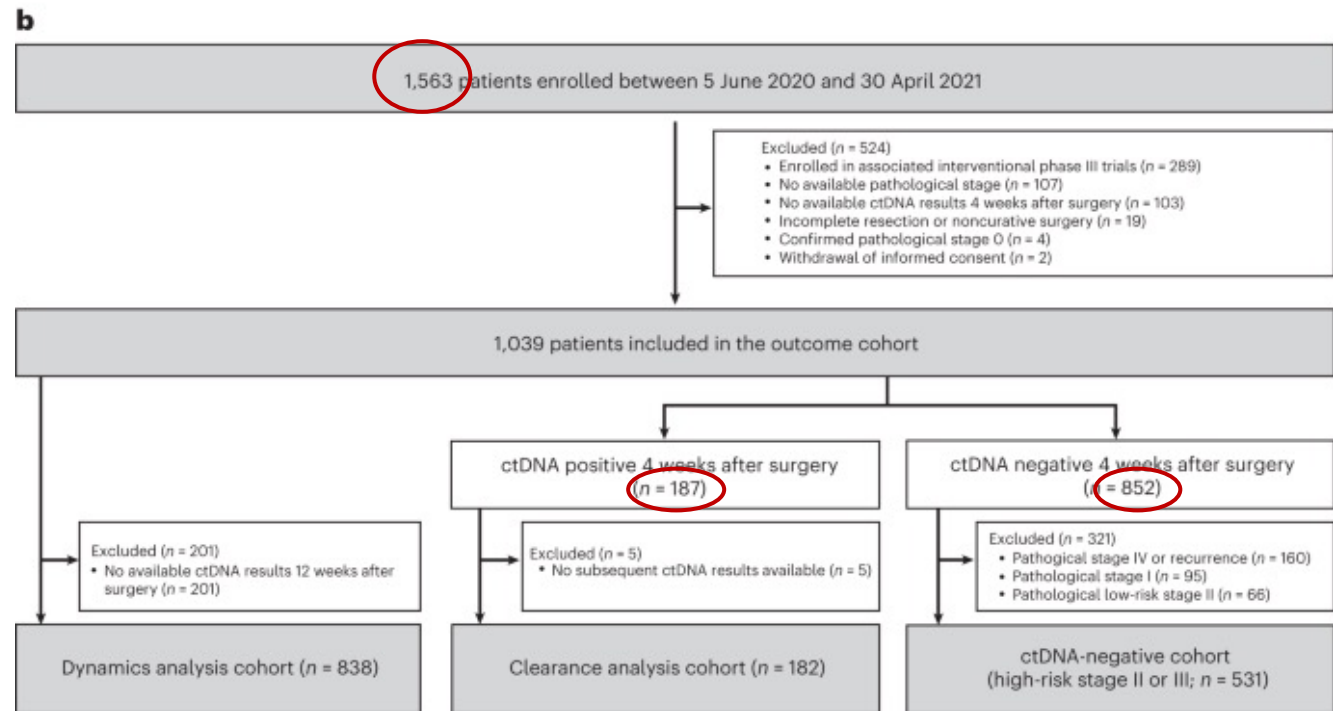 b
1,563 patients enrolled between 5 June 2020 and 30 April 2021
Excluded (n = 524)
• Enrolled in associated interventional phase III trials (n = 289)
• No available pathological stage (n = 107)
• No available ctDNA results 4 weeks after surgery (n = 103)
• Incomplete resection or noncurative surgery (n = 19)
• Confirmed pathological stage 0 (n = 4)
• Withdrawal of informed consent (n = 2)
1,039 patients included in the outcome cohort
ctDNA positive 4 weeks after surgery
(n = 187)
ctDNA negative 4 weeks after surgery
(n = 852)
Excluded (n = 201)
• No available ctDNA results 12 weeks after
surgery (n = 201)
Excluded (n = 5)
• No subsequent ctDNA results available (n = 5)
Excluded (n = 321)
• Pathogical stage IV or recurrence (n = 160)
• Pathological stage I (n = 95)
• Pathological low-risk stage II (n = 66)
Dynamics analysis cohort (n = 838)
Clearance analysis cohort (n = 182)
ctDNA-negative cohort
(high-risk stage II or III; n = 531)